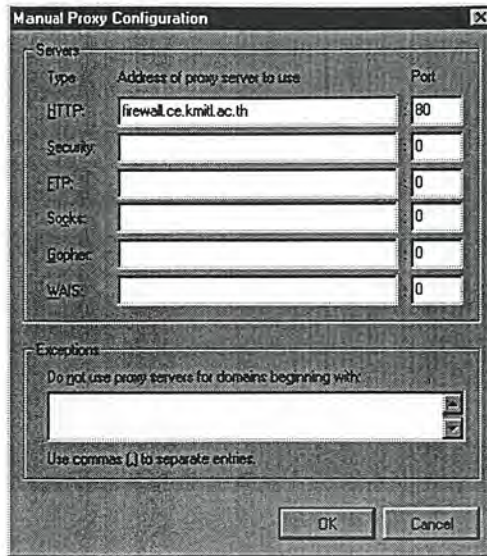 Manual Proxy Configuration
Servers
Type Address of proxy server to use Port
HTTP: firewall.ce.kmitl.ac.th : 80
Security: : 0
FTP: : 0
Socks: : 0
Gopher: : 0
WAIS: : 0
Exceptions
Do not use proxy servers for domains beginning with:
Use commas (,) to separate entries.
OK Cancel